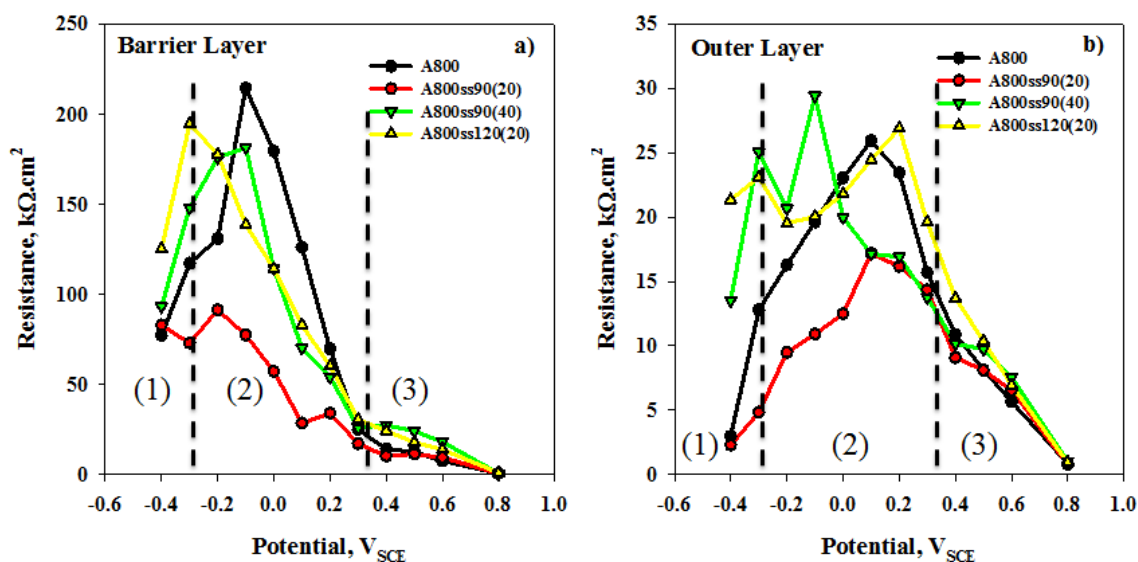 Barrier Layer
a)
A800
A800ss90(20)
A800ss90(40)
A800ss120(20)
250
200
150
100
50
0
Resistance, kΩ.cm²
(1)
(2)
(3)
-0.6 -0.4 -0.2 0.0 0.2 0.4 0.6 0.8 1.0
Potential, V_SCE
Outer Layer
b)
A800
A800ss90(20)
A800ss90(40)
A800ss120(20)
35
30
25
20
15
10
5
0
Resistance, kΩ.cm²
(1)
(2)
(3)
-0.6 -0.4 -0.2 0.0 0.2 0.4 0.6 0.8 1.0
Potential, V_SCE